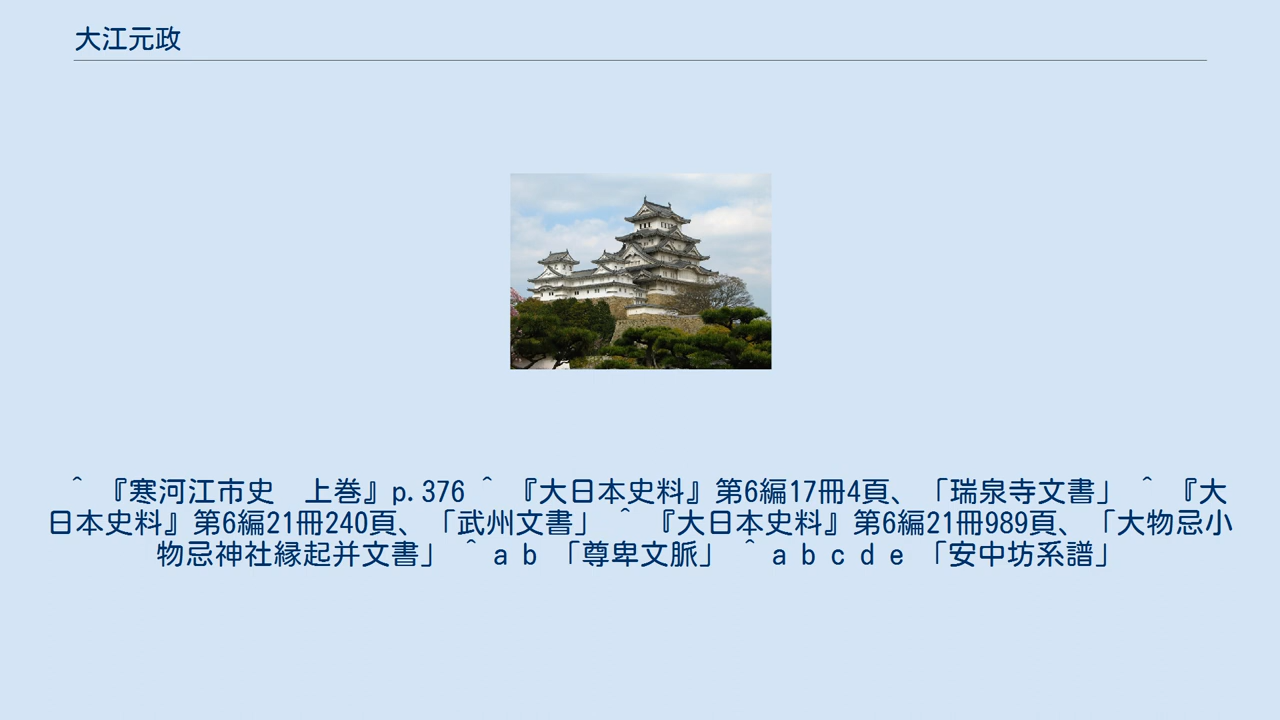 大江元政
＾ 『寒河江市史　上巻』p.376 ＾ 『大日本史料』第6編17冊4頁、「瑞泉寺文書」 ＾ 『大
日本史料』第6編21冊240頁、「武州文書」 ＾ 『大日本史料』第6編21冊989頁、「大物忌小
物忌神社縁起并文書」 ＾ a b 「尊卑文脈」 ＾ a b c d e 「安中坊系譜」